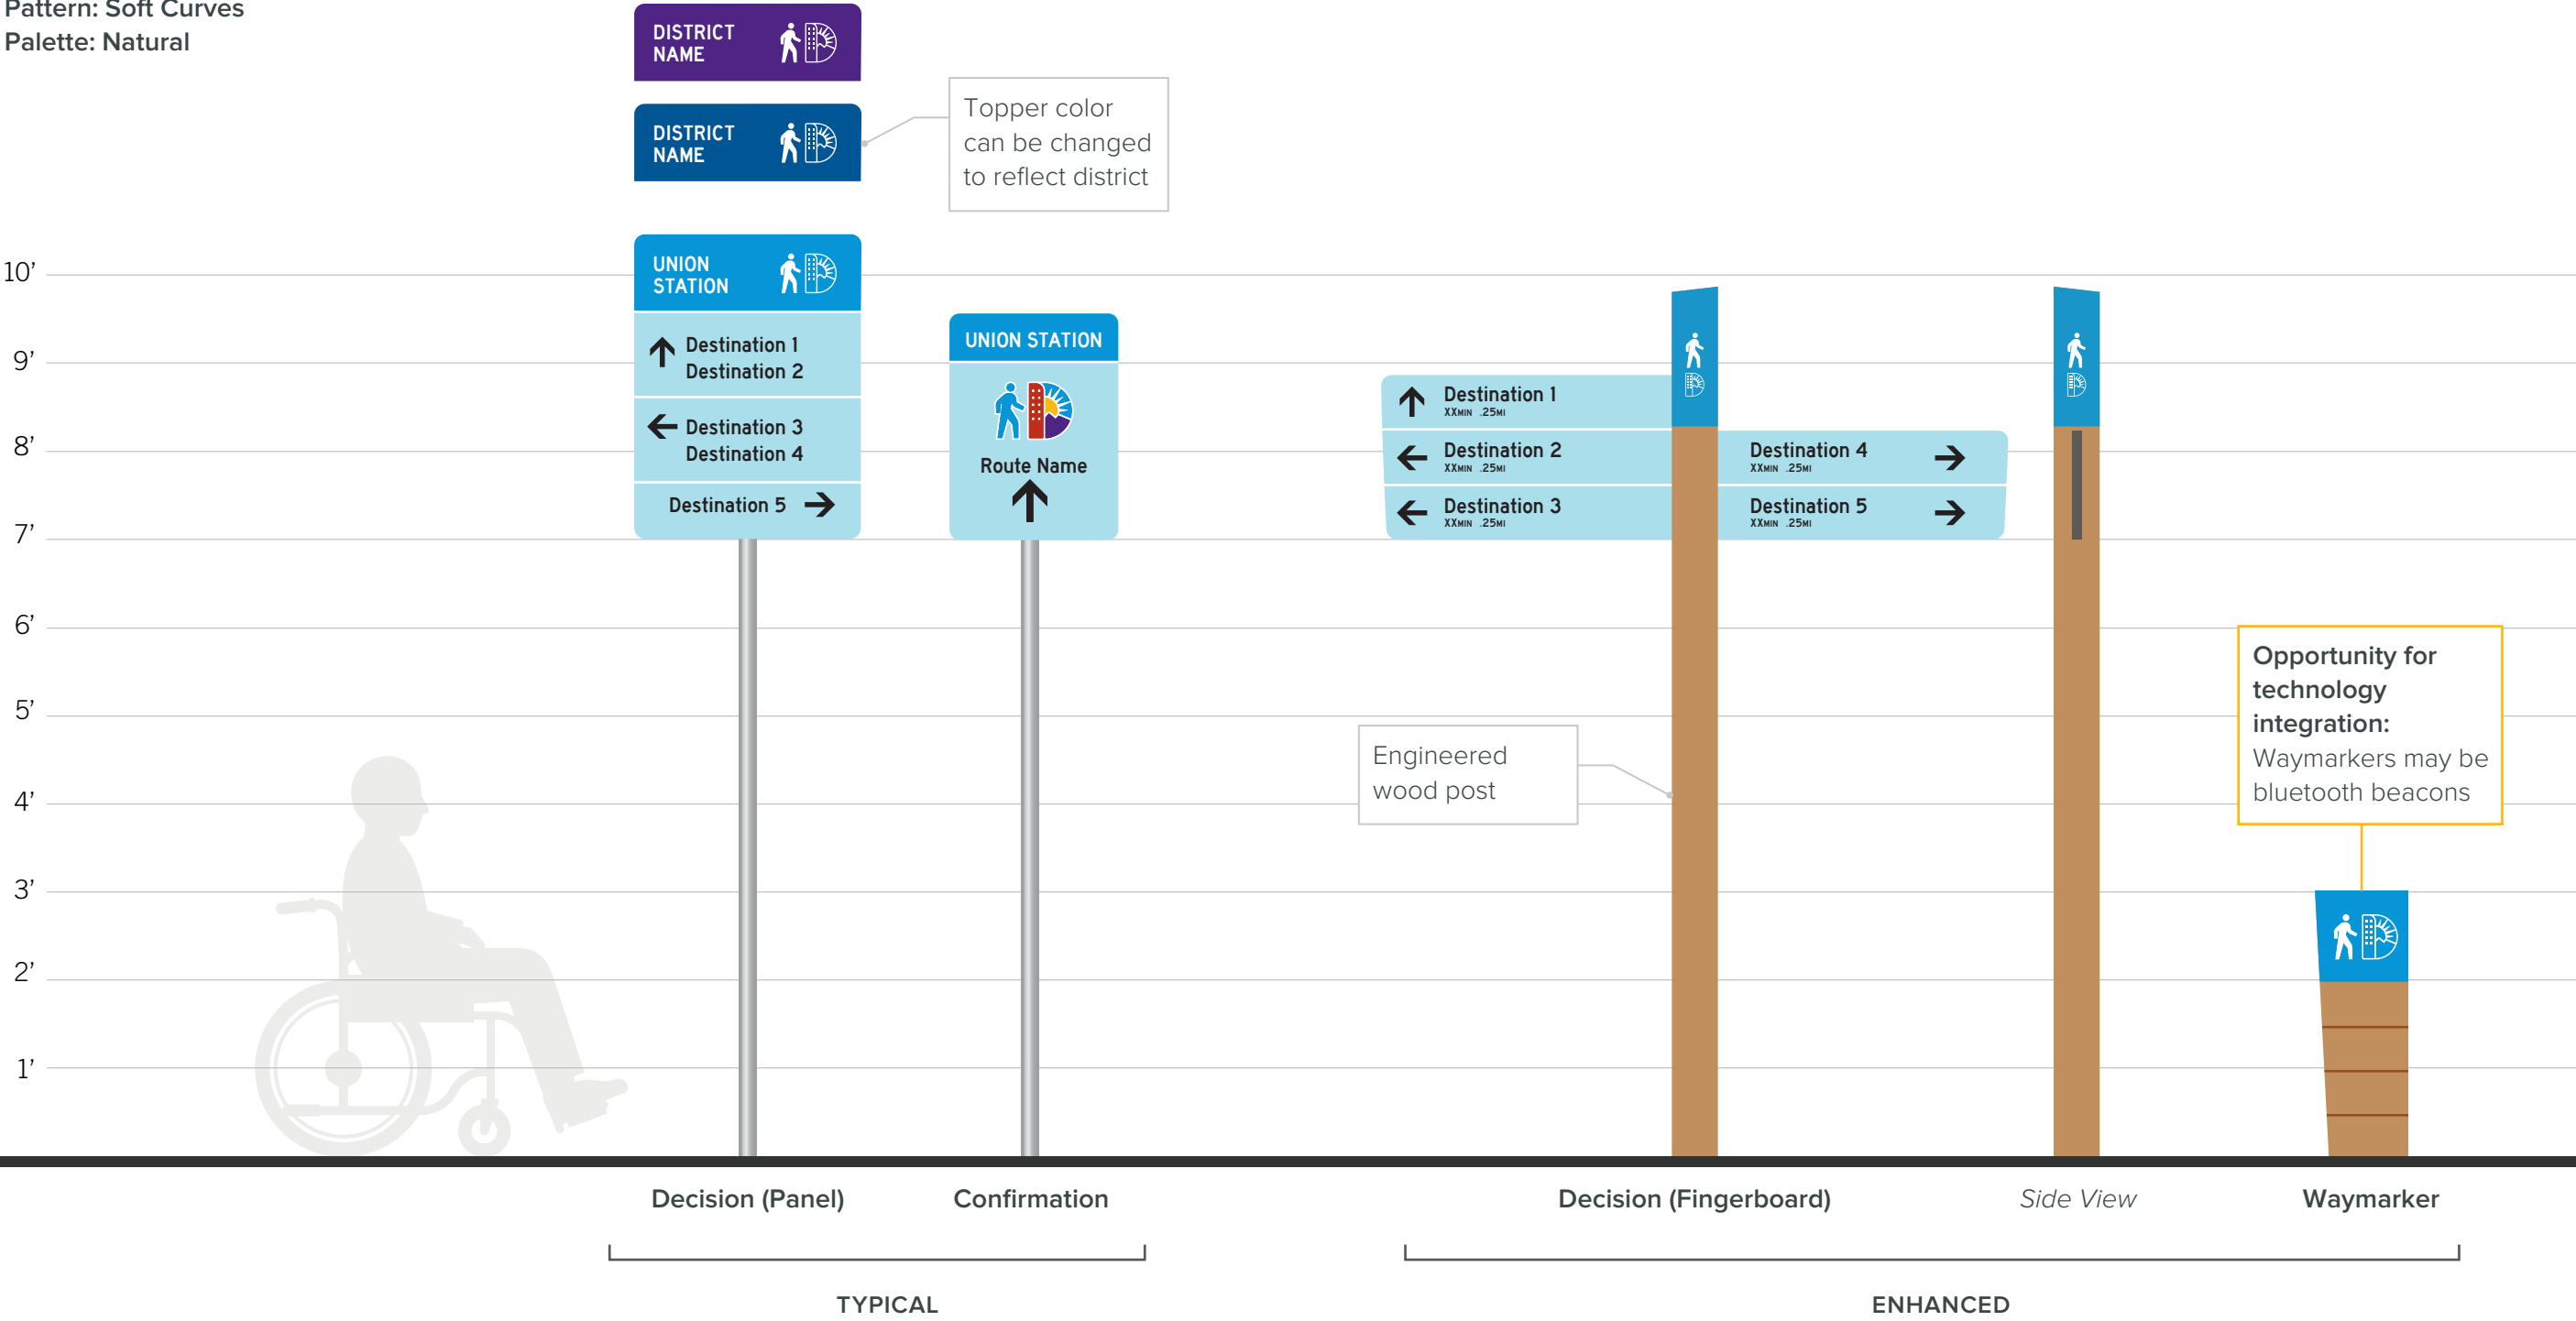 Pattern: Soft Curves
Palette: Natural
DISTRICT
NAME
DISTRICT
NAME
Topper color
can be changed
to reflect district
UNION
STATION
Destination 1
Destination 2
Destination 3
Destination 4
Destination 5
UNION STATION
Route Name
Destination 1
XXMIN .25MI
Destination 2
XXMIN .25MI
Destination 3
XXMIN .25MI
Destination 4
XXMIN .25MI
Destination 5
XXMIN .25MI
Engineered
wood post
Opportunity for
technology
integration:
Waymarkers may be
bluetooth beacons
10’
9’
8’
7’
6’
5’
4’
3’
2’
1’
Decision (Panel)
Confirmation
Decision (Fingerboard)
Side View
Waymarker
TYPICAL
ENHANCED